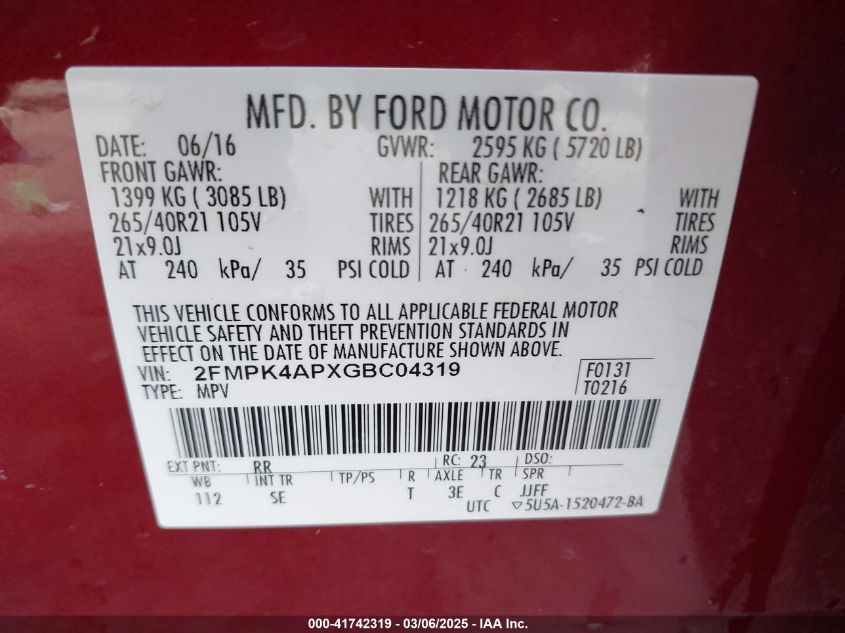 MFD. BY FORD MOTOR CO.
DATE: 06/16 GVWR: 2595 KG ( 5720 LB)
FRONT GAWR: REAR GAWR:
1399 KG ( 3085 LB) WITH 1218 KG ( 2685 LB) WITH
265/40R21 105V TIRES 265/40R21 105V TIRES
21x9.0J RIMS 21x9.0J RIMS
AT 240 kPa/ 35 PSI COLD AT 240 kPa/ 35 PSI COLD
THIS VEHICLE CONFORMS TO ALL APPLICABLE FEDERAL MOTOR
VEHICLE SAFETY AND THEFT PREVENTION STANDARDS IN
EFFECT ON THE DATE OF MANUFACTURE SHOWN ABOVE.
VIN: 2FMPK4APXGBC04319 F0131
TYPE: MPV T0216
EXT PNT: RR RC: 23 DSO:
WB INT TR TP/PS R AXLE TR SPR
112 SE T 3E C JJFF
UTC ▽5U5A-1520472-BA
000-41742319 - 03/06/2025 - IAA Inc.